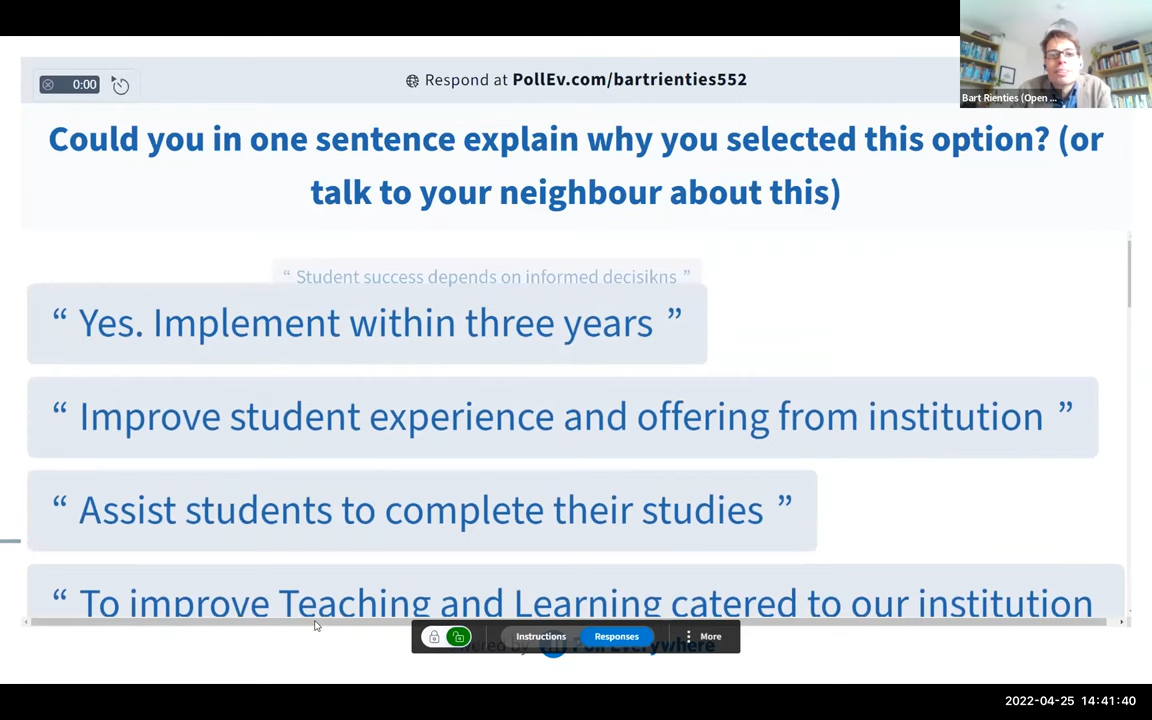 0:00
Respond at PollEv.com/bartrienties552
Bart Rienties (Open ...
Could you in one sentence explain why you selected this option? (or
talk to your neighbour about this)
“ Student success depends on informed decisikns ”
“ Yes. Implement within three years ”
“ Improve student experience and offering from institution ”
“ Assist students to complete their studies ”
“ To improve Teaching and Learning catered to our institution
Instructions Responses More
Poll Everywhere
2022-04-25 14:41:40